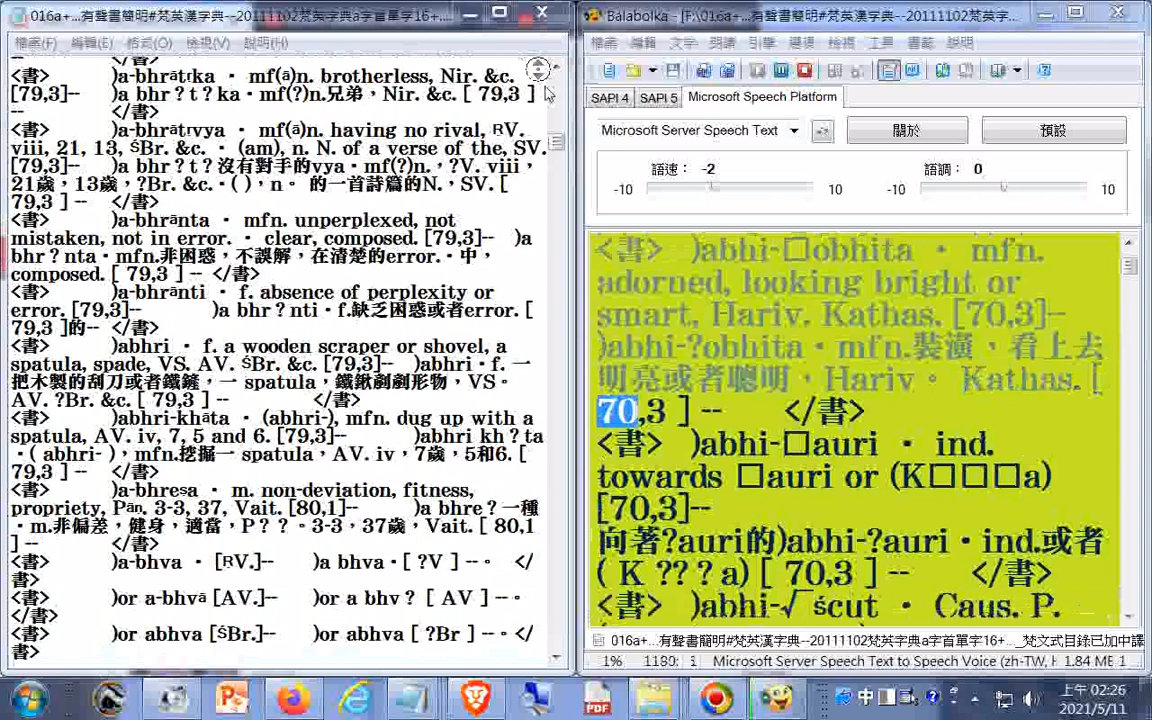 016a+...有聲書簡明#梵英漢字典--20111102梵英字典a字首單字16+...
檔案(F) 編輯(E) 格式(O) 檢視(V) 說明(H)
</書>
<書> )a-bhrātṛka · mf(ā)n. brotherless, Nir. &c.
[79,3]-- )a bhr?t?ka·mf(?)n.兄弟，Nir. &c. [ 79,3 ]
-- </書>
<書> )a-bhrātṛvya · mf(ā)n. having no rival, RV.
viii, 21, 13, ŚBr. &c. · (am), n. N. of a verse of the, SV.
[79,3]-- )a bhr?t?沒有對手的vya·mf(?)n.，?V. viii，
21歲，13歲，?Br. &c.·( )，n。 的一首詩篇的N.，SV. [
79,3 ] -- </書>
<書> )a-bhrānta · mfn. unperplexed, not
mistaken, not in error. · clear, composed. [79,3]-- )a
bhr?nta·mfn.非困惑，不誤解，在清楚的error.·中，
composed. [ 79,3 ] -- </書>
<書> )a-bhrānti · f. absence of perplexity or
error. [79,3]-- )a bhr?nti·f.缺乏困惑或者error. [
79,3 ]的-- </書>
<書> )abhri · f. a wooden scraper or shovel, a
spatula, spade, VS. AV. ŚBr. &c. [79,3]-- )abhri·f. 一
把木製的刮刀或者鐵鏟，一 spatula，鐵鍬剷剷形物，VS。
AV. ?Br. &c. [ 79,3 ] -- </書>
<書> )abhri-khāta · (abhri-), mfn. dug up with a
spatula, AV. iv, 7, 5 and 6. [79,3]-- )abhri kh?ta
·( abhri- )，mfn.挖掘一 spatula，AV. iv，7歲，5和6. [
79,3 ] -- </書>
<書> )a-bhreṣa · m. non-deviation, fitness,
propriety, Pāṇ. 3-3, 37, Vait. [80,1]-- )a bhre?一種
·m.非偏差，健身，適當，P??。3-3，37歲，Vait. [ 80,1
] -- </書>
<書> )a-bhva · [RV.]-- )a bhva·[ ?V ] --。 </
書>
<書> )or a-bhvā [AV.]-- )or a bhv? [ AV ] --。
</書>
<書> )or abhva [ŚBr.]-- )or abhva [ ?Br ] --。</
書>
Balabolka - [F:\016a+...有聲書簡明#梵英漢字典--20111102梵英字...
檔案 編輯 文字 朗讀 引擎 選項 檢視 工具 書籤 說明
SAPI 4 SAPI 5 Microsoft Speech Platform
Microsoft Server Speech Text 關於 預設
語速： -2 語調： 0
-10 10 -10 10
<書> )abhi-□obhita · mfn.
adorned, looking bright or
smart, Hariv. Kathas. [70,3]--
)abhi-?obhita·mfn.裝潢，看上去
明亮或者聰明，Hariv。 Kathas. [
70,3 ] -- </書>
<書> )abhi-□auri · ind.
towards □auri or (K□□□a)
[70,3]--
向著?auri的)abhi-?auri·ind.或者
( K ???a) [ 70,3 ] -- </書>
<書> )abhi-√ścut · Caus. P.
016a+...有聲書簡明#梵英漢字典--20111102梵英字典a字首單字16+..._梵文式目錄已加中譯
1% 1180: 1 Microsoft Server Speech Text to Speech Voice (zh-TW, H 1.84 MB 1
中
上午 02:26
2021/5/11